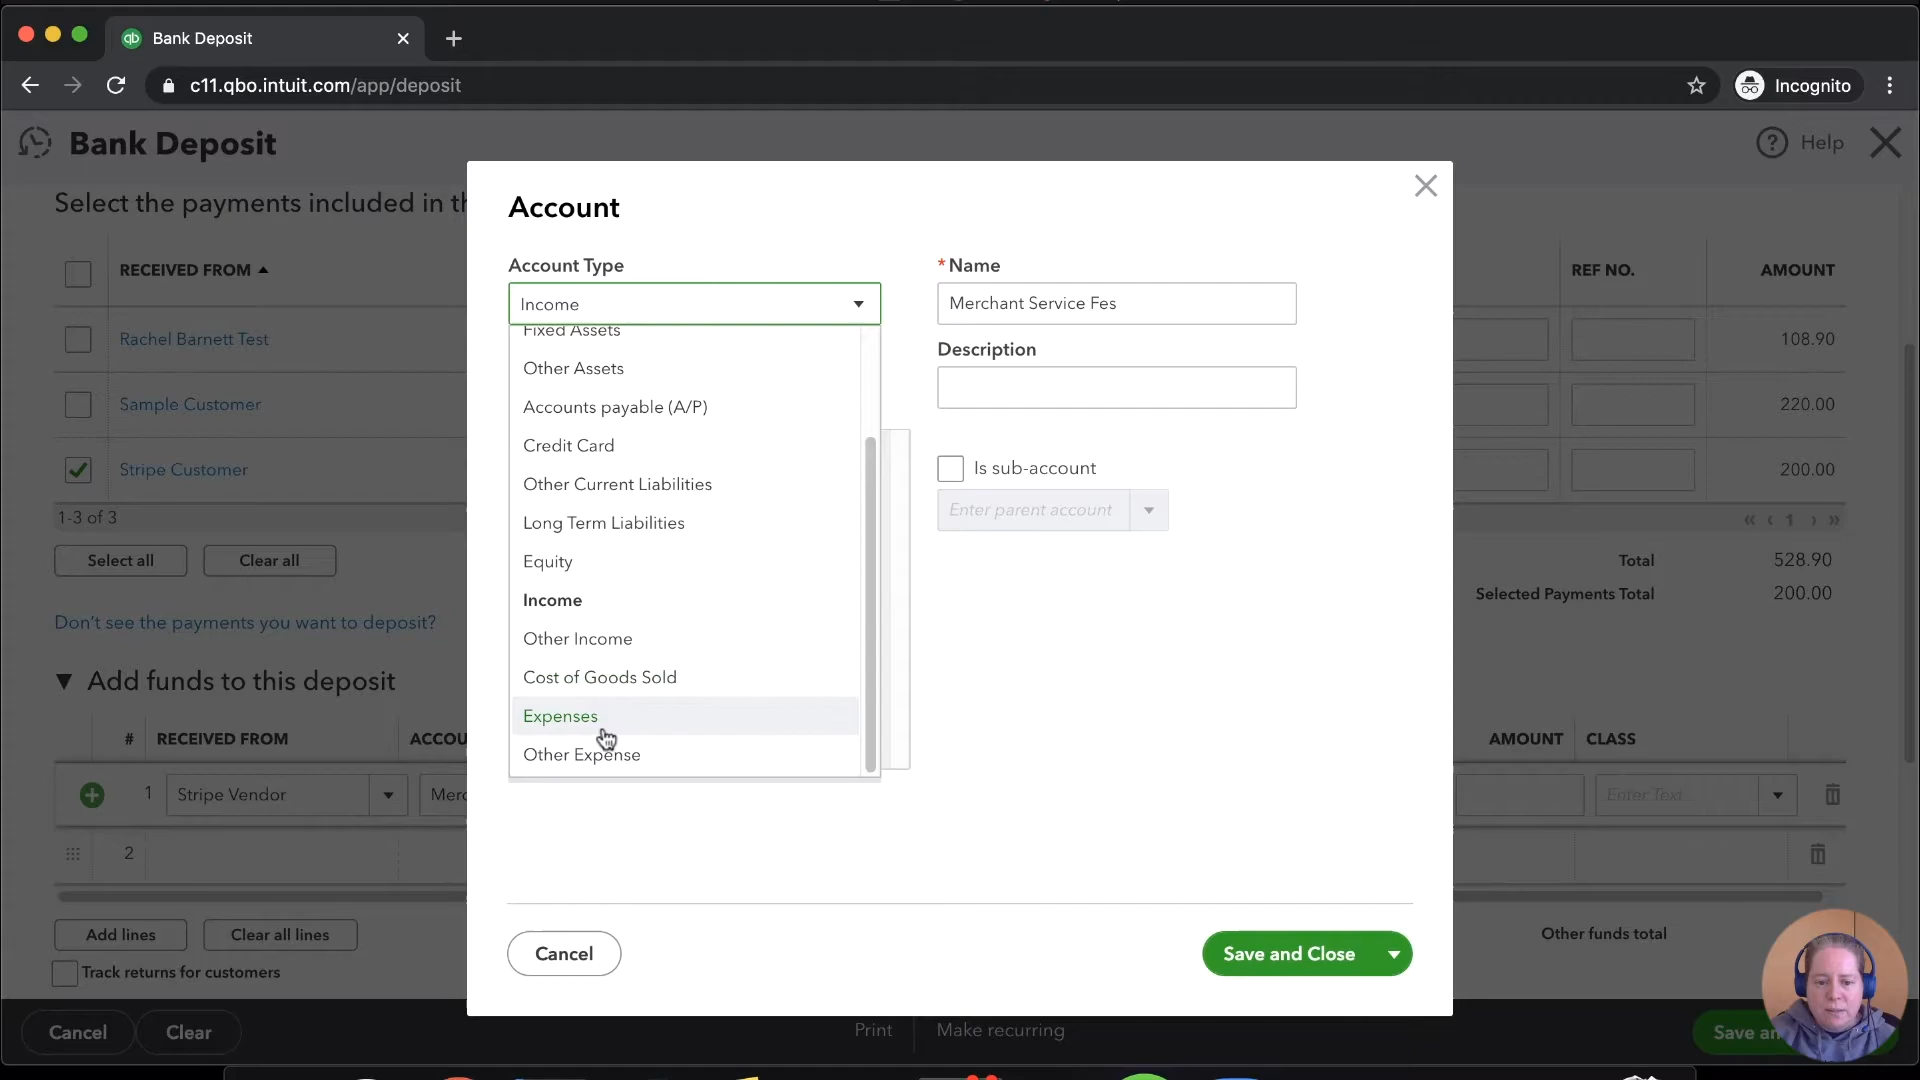 qb Bank Deposit
c11.qbo.intuit.com/app/deposit
Incognito
Bank Deposit
? Help
Select the payments included in th
RECEIVED FROM
REF NO.
AMOUNT
Rachel Barnett Test
108.90
Sample Customer
220.00
Stripe Customer
200.00
1-3 of 3
« ‹ 1 › »
Select all
Clear all
Total 528.90
Selected Payments Total 200.00
Don't see the payments you want to deposit?
Add funds to this deposit
# RECEIVED FROM ACCOU
AMOUNT CLASS
1 Stripe Vendor Merc
Enter Text...
2
Add lines
Clear all lines
Other funds total
Track returns for customers
Cancel
Clear
Print
Make recurring
Save an
Account
Account Type
Income
Fixed Assets
Other Assets
Accounts payable (A/P)
Credit Card
Other Current Liabilities
Long Term Liabilities
Equity
Income
Other Income
Cost of Goods Sold
Expenses
Other Expense
* Name
Merchant Service Fes
Description
Is sub-account
Enter parent account
Cancel
Save and Close